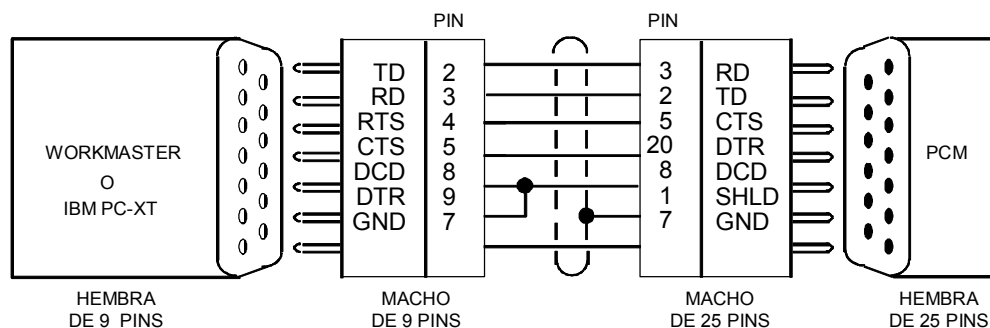 PIN PIN
TD 2 3 RD
RD 3 2 TD
RTS 4 5 CTS
CTS 5 20 DTR
DCD 8 8 DCD
DTR 9 1 SHLD
GND 7 7 GND
WORKMASTER
O
IBM PC-XT
PCM
HEMBRA MACHO MACHO HEMBRA
DE 9 PINS DE 9 PINS DE 25 PINS DE 25 PINS